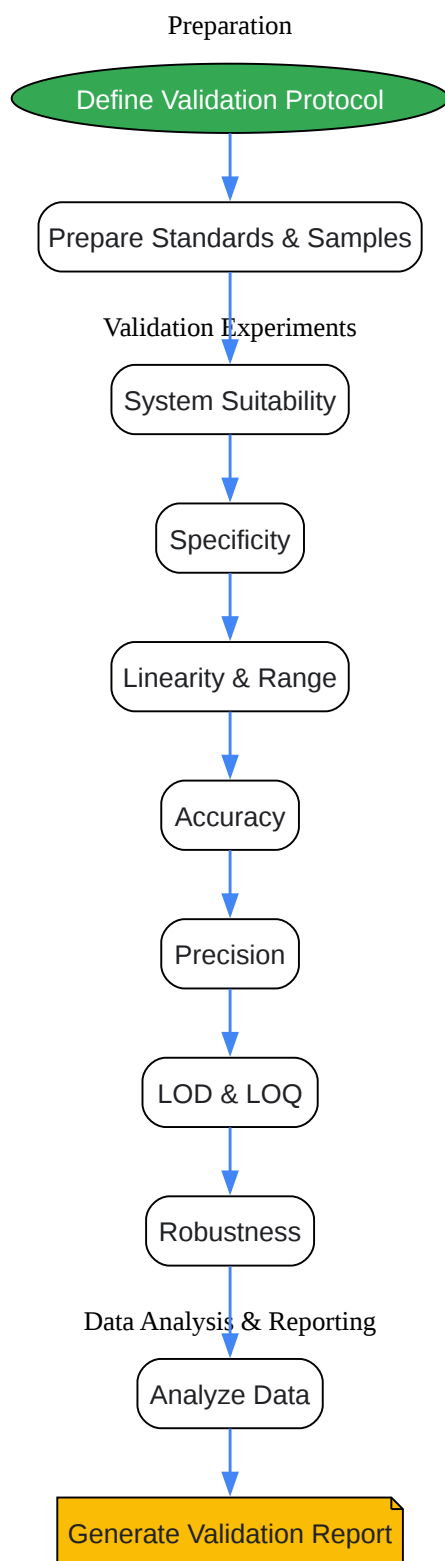 Preparation
Define Validation Protocol
Prepare Standards & Samples
Validation Experiments
System Suitability
Specificity
Linearity & Range
Accuracy
Precision
LOD & LOQ
Robustness
Data Analysis & Reporting
Analyze Data
Generate Validation Report